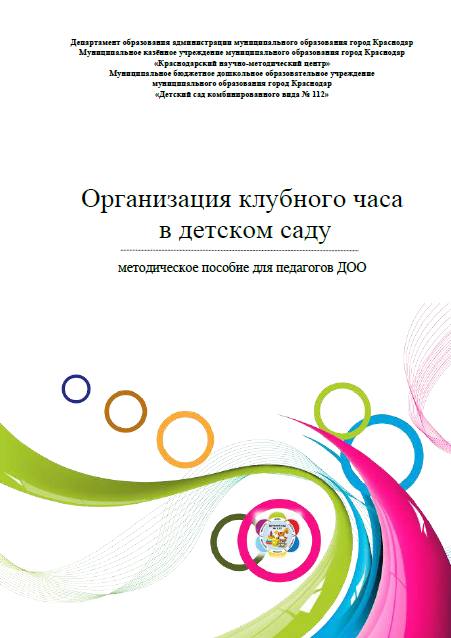 Департамент образования администрации муниципального образования город Краснодар
Муниципальное казённое учреждение муниципального образования город Краснодар
«Краснодарский научно-методический центр»
Муниципальное бюджетное дошкольное образовательное учреждение
муниципального образования город Краснодар
«Детский сад комбинированного вида № 112»
Организация клубного часа
в детском саду
методическое пособие для педагогов ДОО